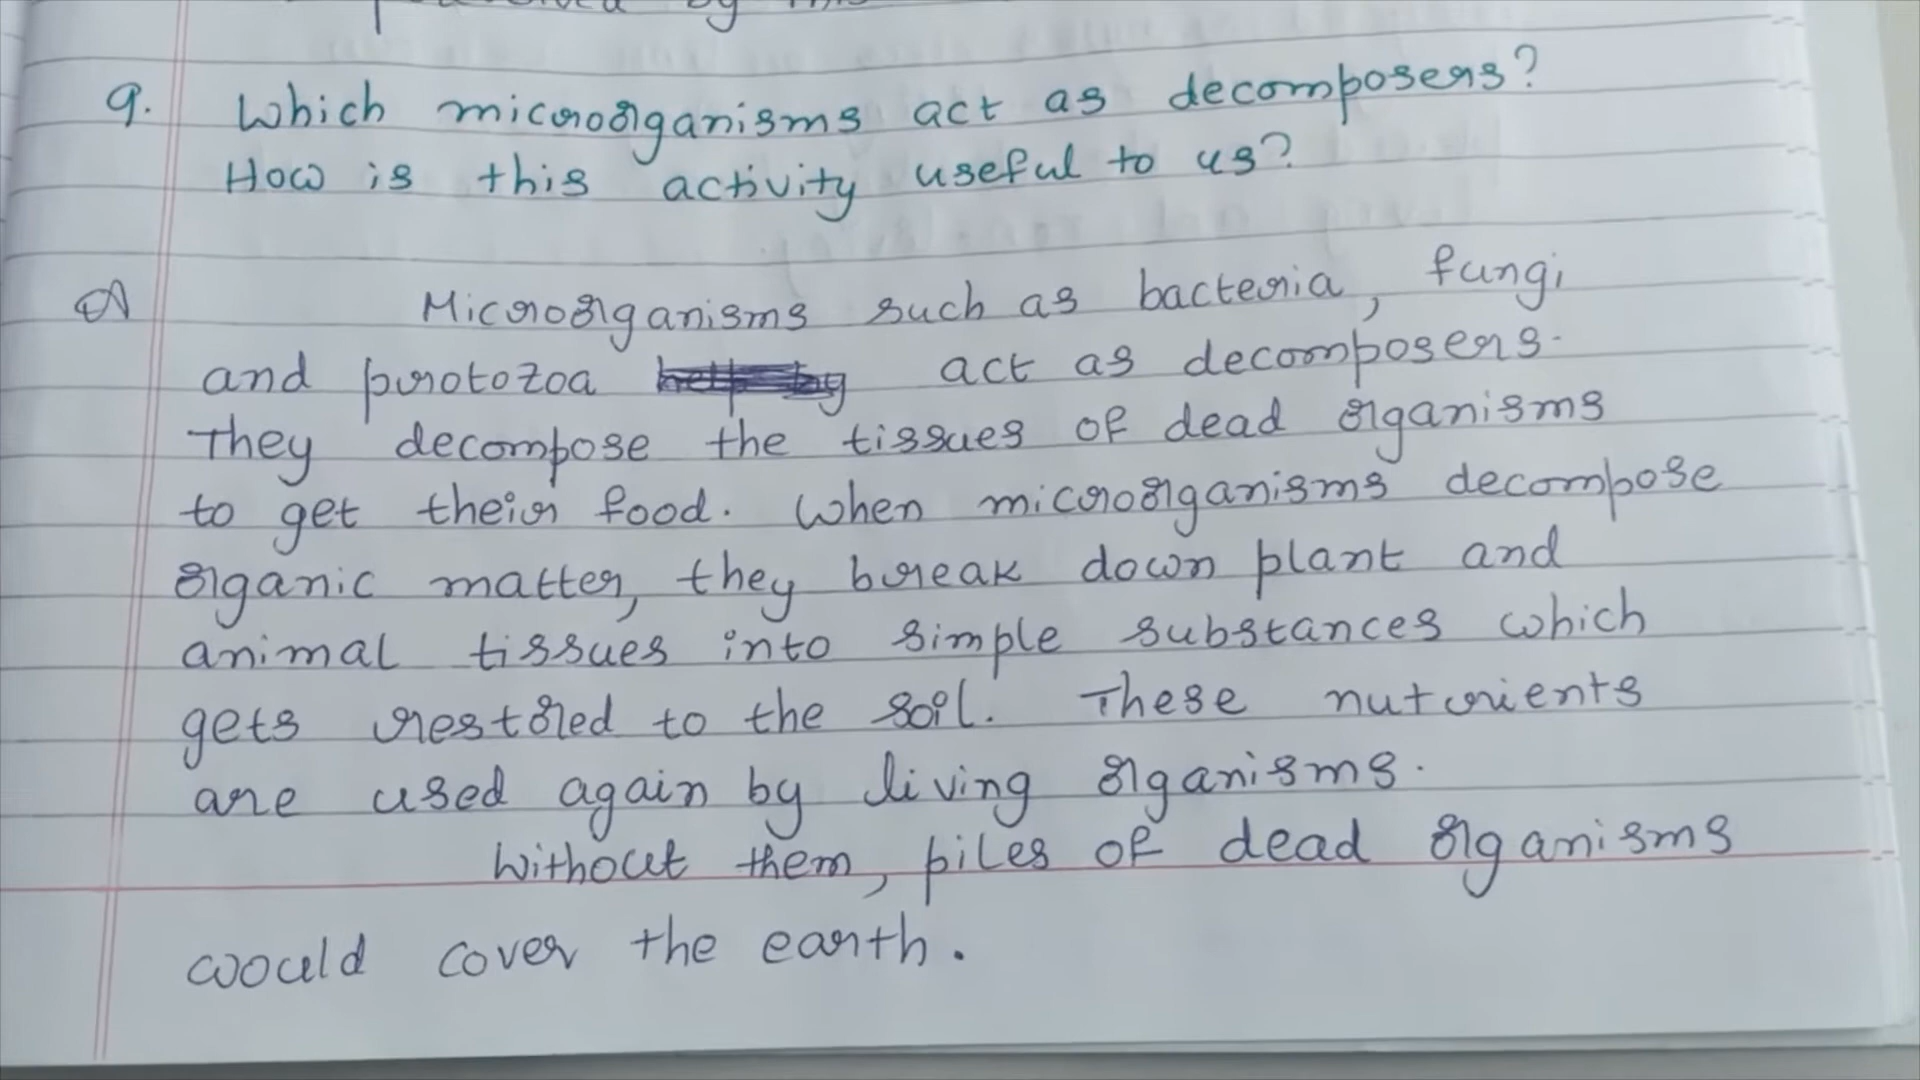 by
9. Which microorganisms act as decomposers?
How is this activity useful to us?
A Microorganisms such as bacteria, fungi
and protozoa act as decomposers.
They decompose the tissues of dead organisms
to get their food. When microorganisms decompose
organic matter, they break down plant and
animal tissues into simple substances which
gets restored to the soil. These nutrients
are used again by living organisms.
Without them, piles of dead organisms
would cover the earth.